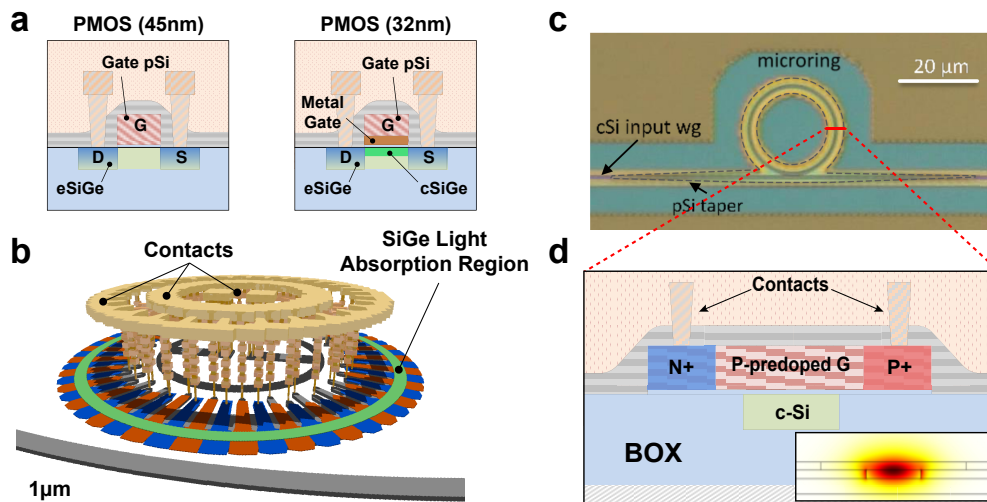 a
PMOS (45nm)
Gate pSi
G
D
S
eSiGe
PMOS (32nm)
Gate pSi
Metal
Gate
G
D
S
eSiGe
cSiGe
b
Contacts
SiGe Light
Absorption Region
1µm
c
microring
20 µm
cSi input wg
pSi taper
d
Contacts
N+
P-predoped G
P+
c-Si
BOX